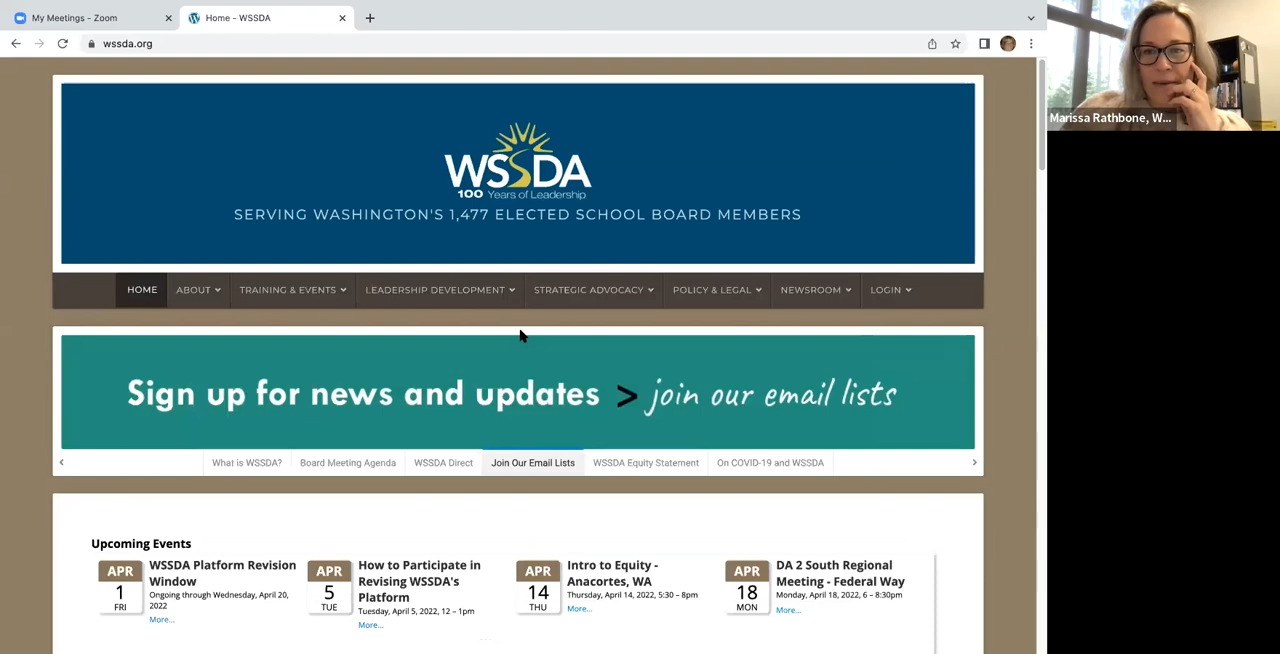 My Meetings - Zoom
Home - WSSDA
wssda.org
Marissa Rathbone, W...
WSSDA
100 Years of Leadership
SERVING WASHINGTON'S 1,477 ELECTED SCHOOL BOARD MEMBERS
HOME ABOUT TRAINING & EVENTS LEADERSHIP DEVELOPMENT STRATEGIC ADVOCACY POLICY & LEGAL NEWSROOM LOGIN
Sign up for news and updates > join our email lists
What is WSSDA? Board Meeting Agenda WSSDA Direct Join Our Email Lists WSSDA Equity Statement On COVID-19 and WSSDA
Upcoming Events
APR
1
FRI
WSSDA Platform Revision
Window
Ongoing through Wednesday, April 20,
2022
More...
APR
5
TUE
How to Participate in
Revising WSSDA's
Platform
Tuesday, April 5, 2022, 12 – 1pm
More...
APR
14
THU
Intro to Equity -
Anacortes, WA
Thursday, April 14, 2022, 5:30 – 8pm
More...
APR
18
MON
DA 2 South Regional
Meeting - Federal Way
Monday, April 18, 2022, 6 – 8:30pm
More...